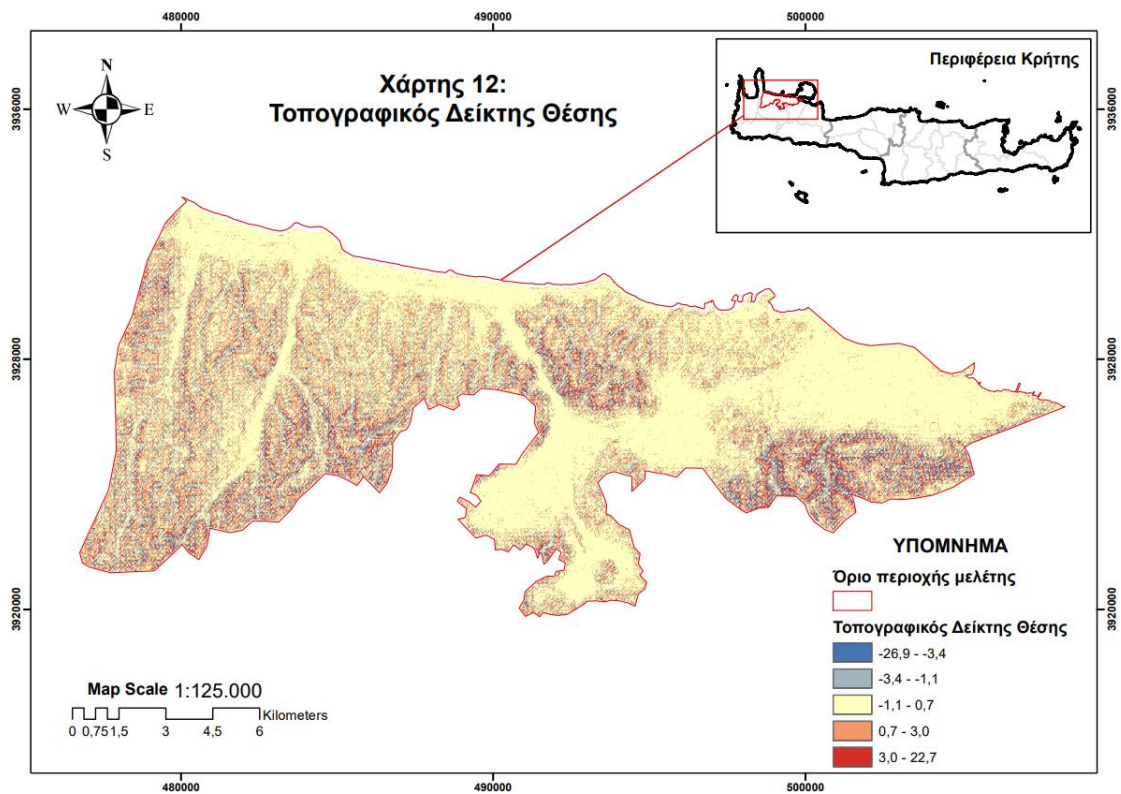 480000
490000
500000
3936000
3936000
N
W
E
S
Χάρτης 12:
Τοπογραφικός Δείκτης Θέσης
Περιφέρεια Κρήτης
3928000
3928000
ΥΠΟΜΝΗΜΑ
Όριο περιοχής μελέτης
Τοπογραφικός Δείκτης Θέσης
-26,9 - -3,4
-3,4 - -1,1
-1,1 - 0,7
0,7 - 3,0
3,0 - 22,7
3920000
3920000
Map Scale 1:125.000
Kilometers
0 0,75 1,5 3 4,5 6
480000
490000
500000